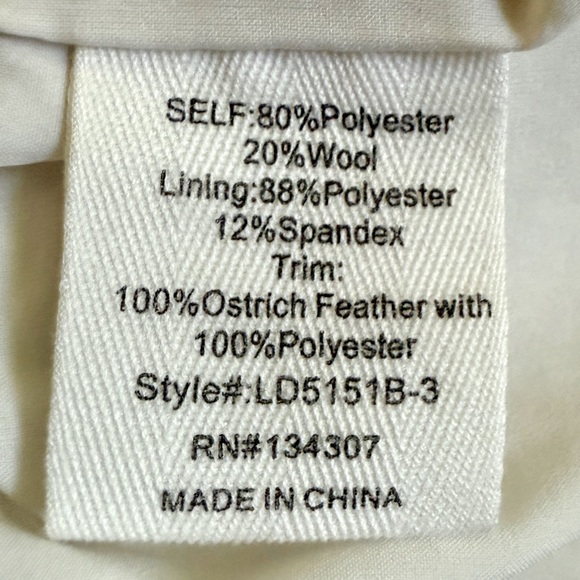 SELF:80%Polyester
20%Wool
Lining:88%Polyester
12%Spandex
Trim:
100%Ostrich Feather with
100%Polyester
Style#:LD5151B-3
RN#134307
MADE IN CHINA